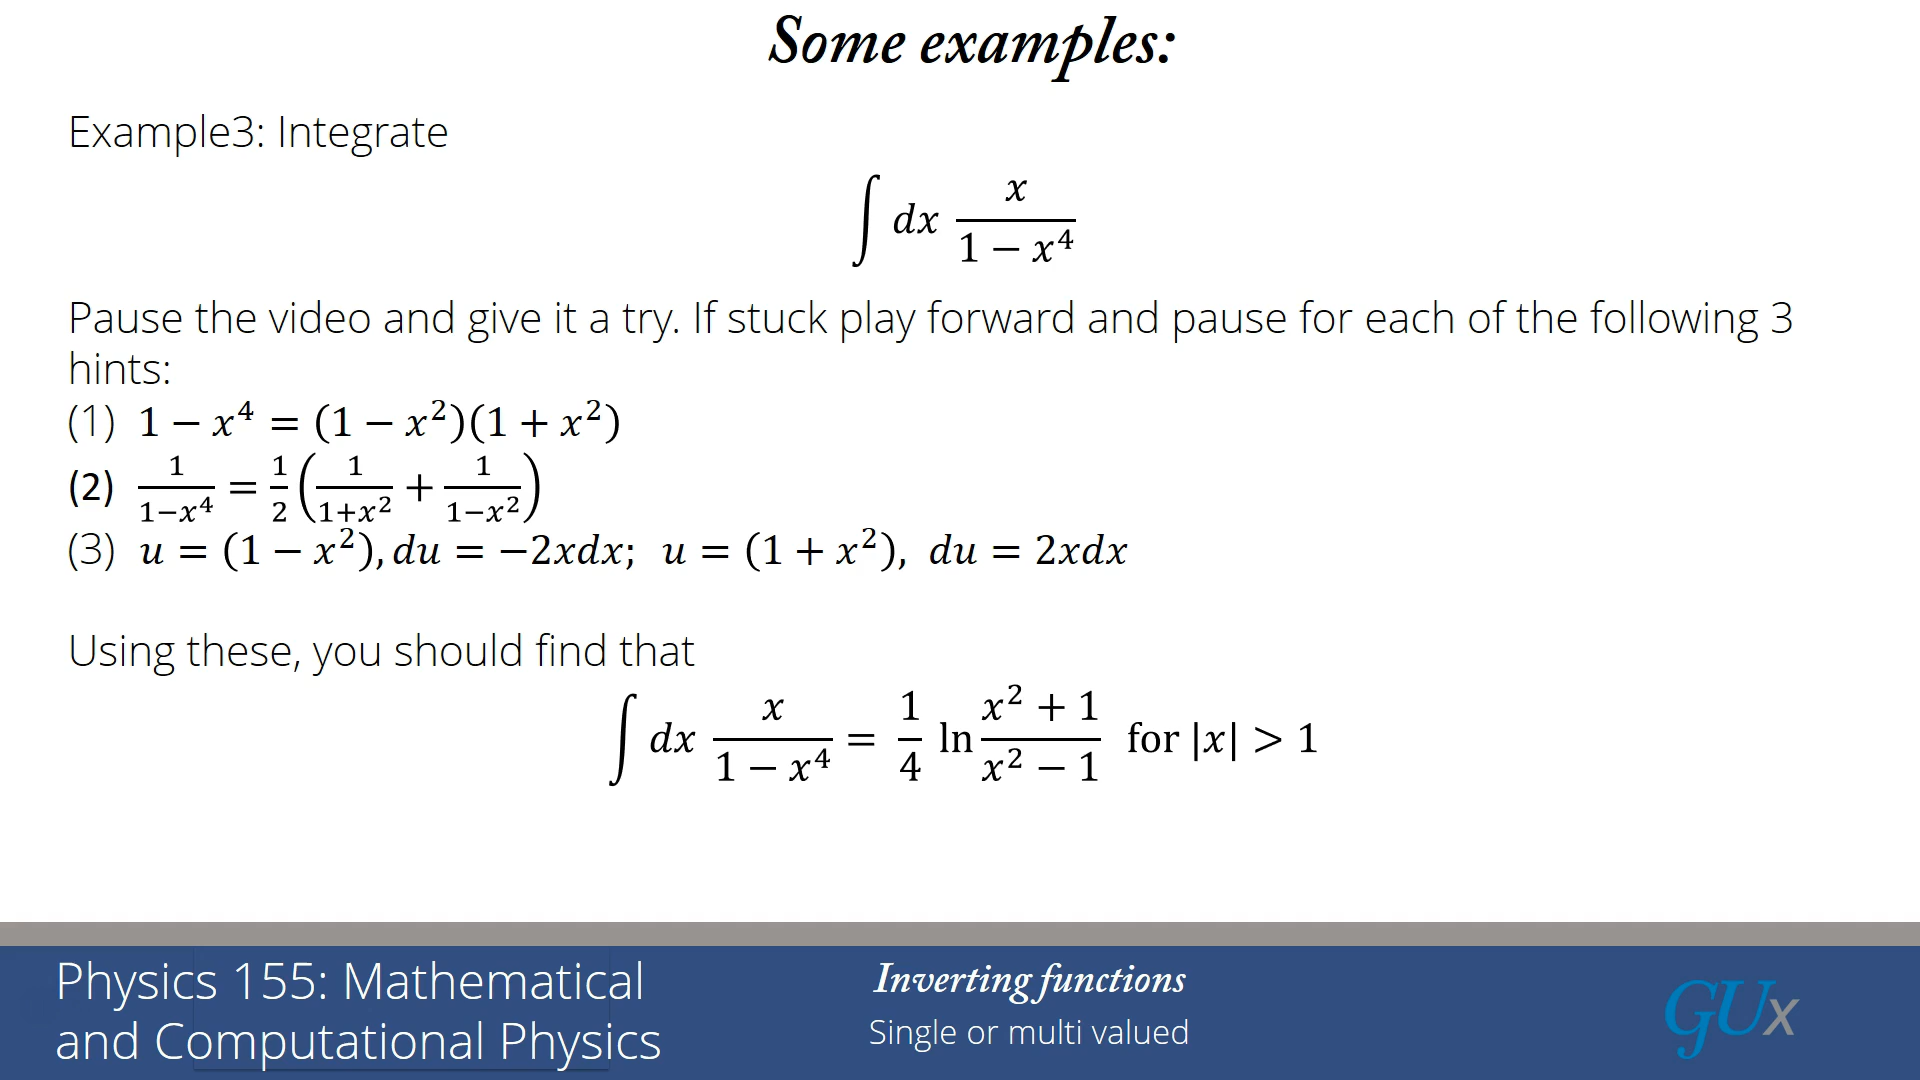 Some examples:
Example3: Integrate
∫ dx x/(1 − x⁴)
Pause the video and give it a try. If stuck play forward and pause for each of the following 3
hints:
(1) 1 − x⁴ = (1 − x²)(1 + x²)
(2) 1/(1−x⁴) = 1/2 (1/(1+x²) + 1/(1−x²))
(3) u = (1 − x²), du = −2xdx; u = (1 + x²), du = 2xdx
Using these, you should find that
∫ dx x/(1 − x⁴) = 1/4 ln (x² + 1)/(x² − 1) for |x| > 1
Physics 155: Mathematical
and Computational Physics
Inverting functions
Single or multi valued
GUx